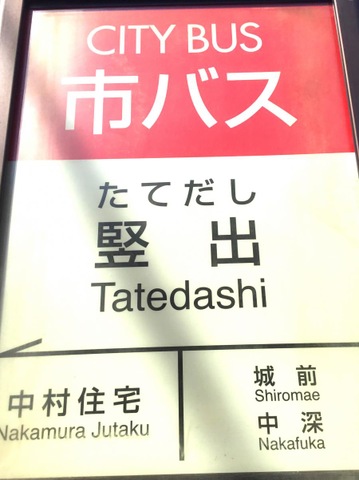 CITY BUS
市バス
たてだし
竪出
Tatedashi
中村住宅
Nakamura Jutaku
城前
Shiromae
中深
Nakafuka